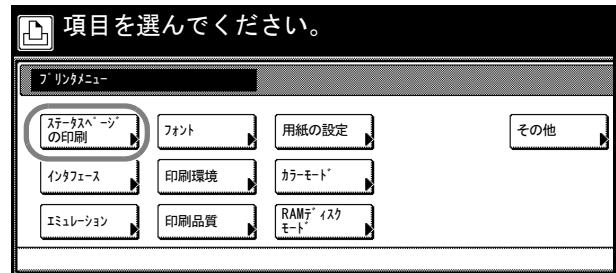 項目を選んでください。
ﾌﾟﾘﾝﾀﾒﾆｭｰ
ｽﾃｰﾀｽﾍﾟｰｼﾞ
の印刷
ﾌｫﾝﾄ
用紙の設定
その他
ｲﾝﾀﾌｪｰｽ
印刷環境
ｶﾗｰﾓｰﾄﾞ
ｴﾐｭﾚｰｼｮﾝ
印刷品質
RAMﾃﾞｨｽｸ
ﾓｰﾄﾞ